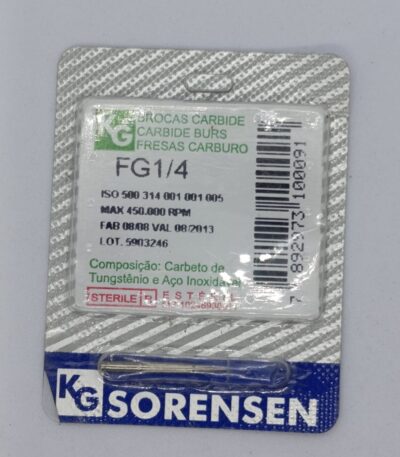 KG
BROCAS CARBIDE
CARBIDE BURS
FRESAS CARBURO
FG1/4
ISO 500 314 001 001 005
MAX 450.000 RPM
FAB 08/08 VAL 08/2013
LOT. 5903246
Composição: Carbeto de
Tungstênio e Aço Inoxidável
STERILE R ESTÉRIL
KG SORENSEN